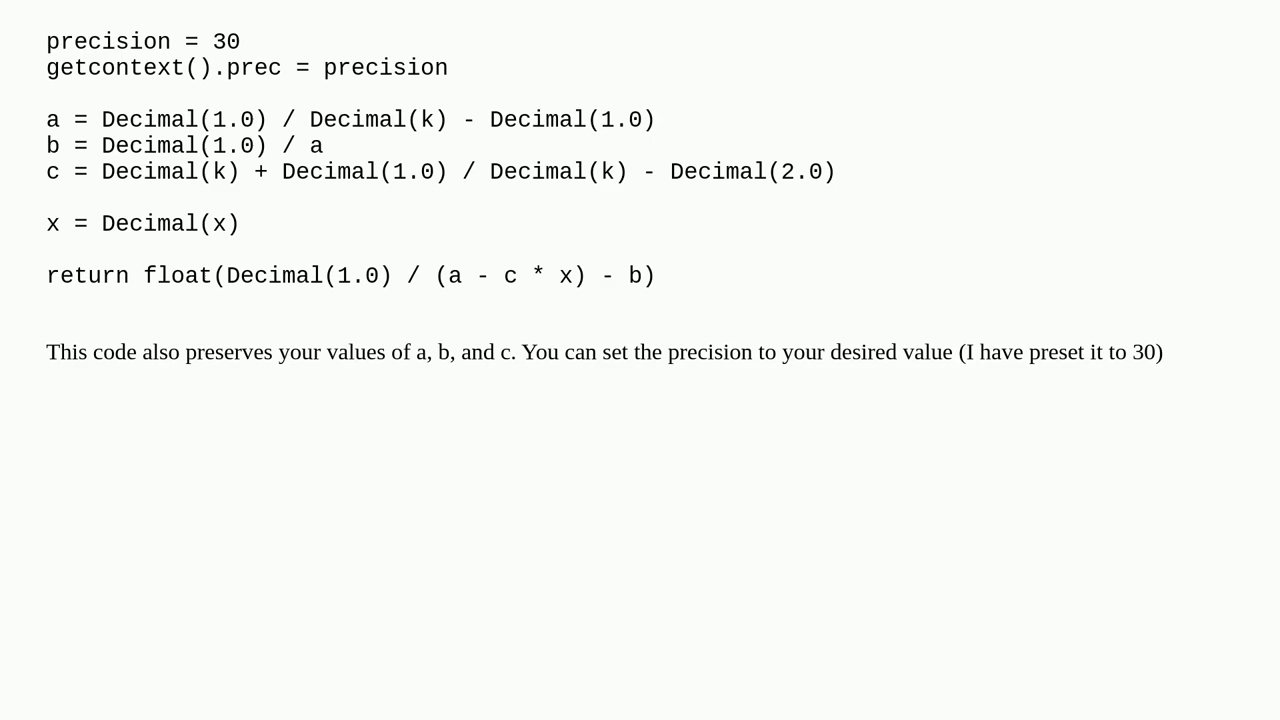 precision = 30
getcontext().prec = precision
a = Decimal(1.0) / Decimal(k) - Decimal(1.0)
b = Decimal(1.0) / a
c = Decimal(k) + Decimal(1.0) / Decimal(k) - Decimal(2.0)
x = Decimal(x)
return float(Decimal(1.0) / (a - c * x) - b)
This code also preserves your values of a, b, and c. You can set the precision to your desired value (I have preset it to 30)